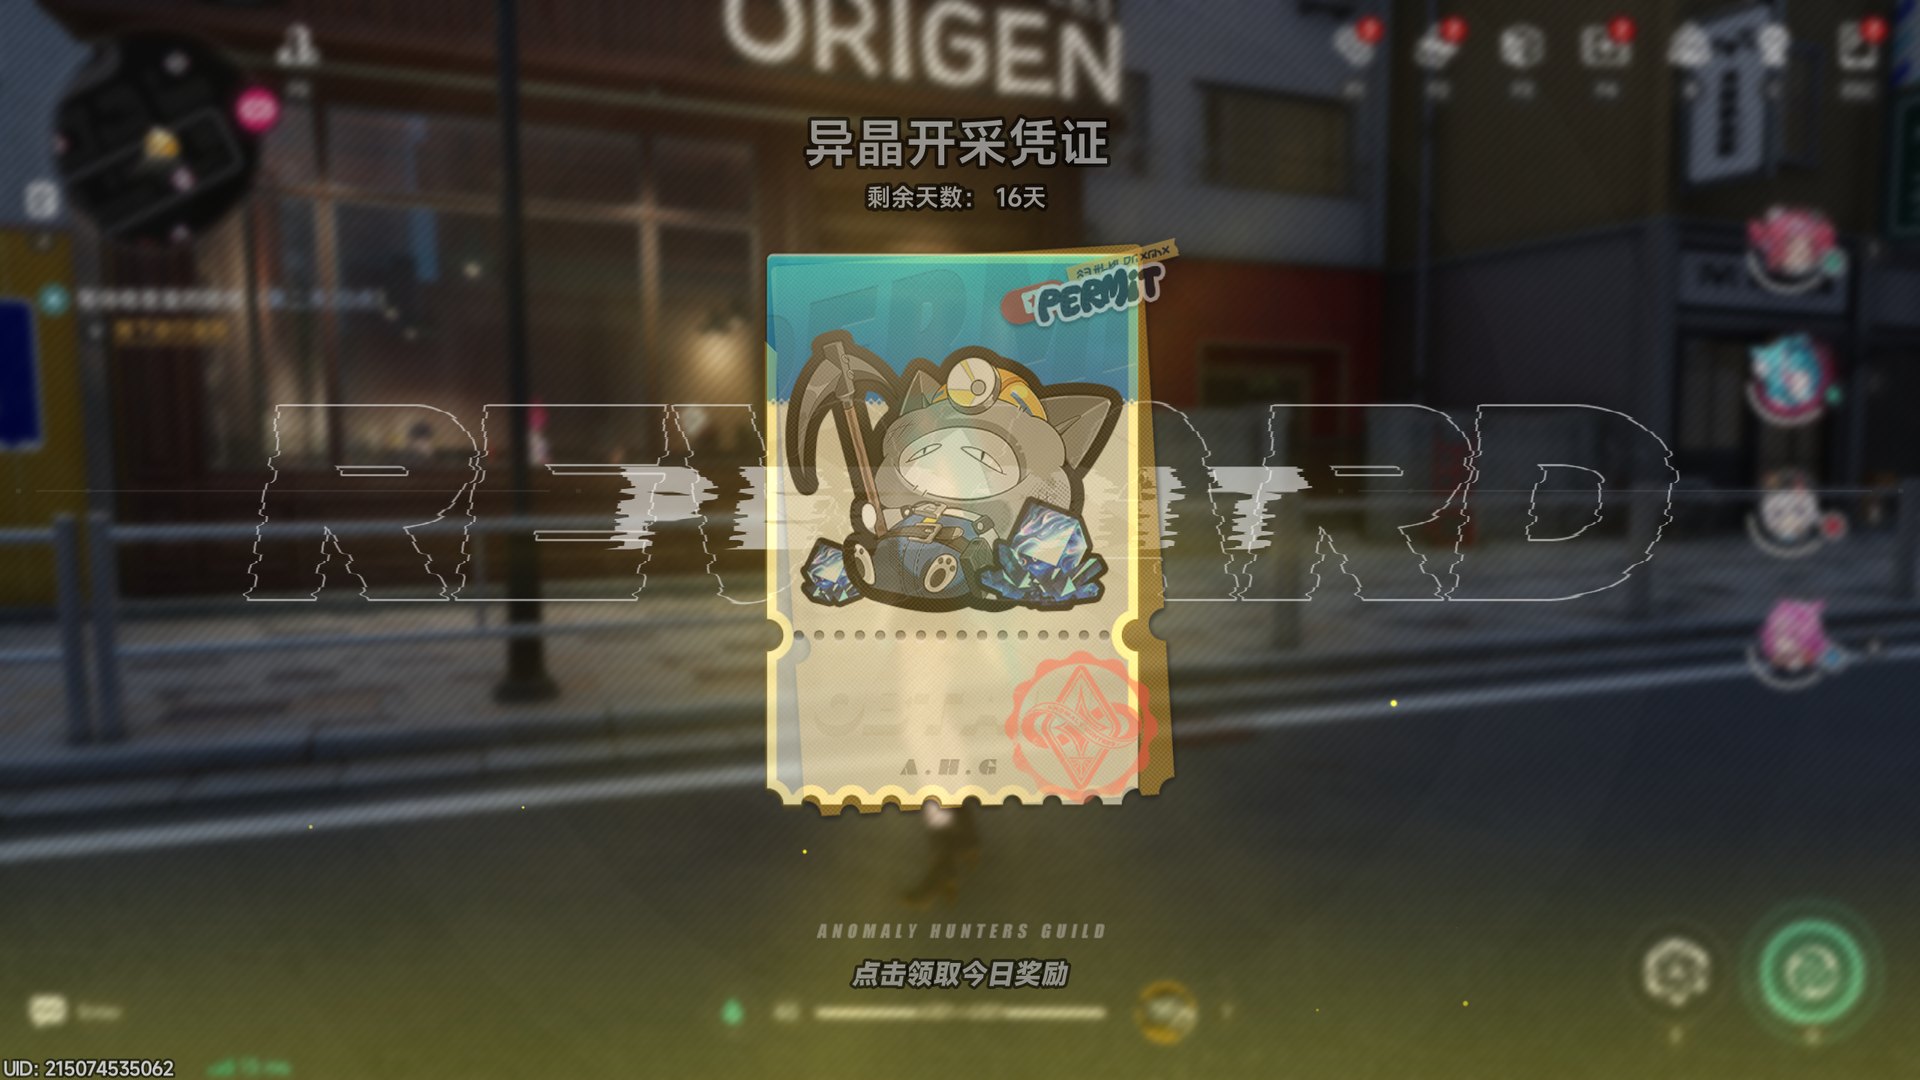 ORIGEN
异晶开采凭证
剩余天数： 16天
PERMIT
REWARD
A.H.G
ANOMALY HUNTERS GUILD
点击领取今日奖励
UID: 215074535062